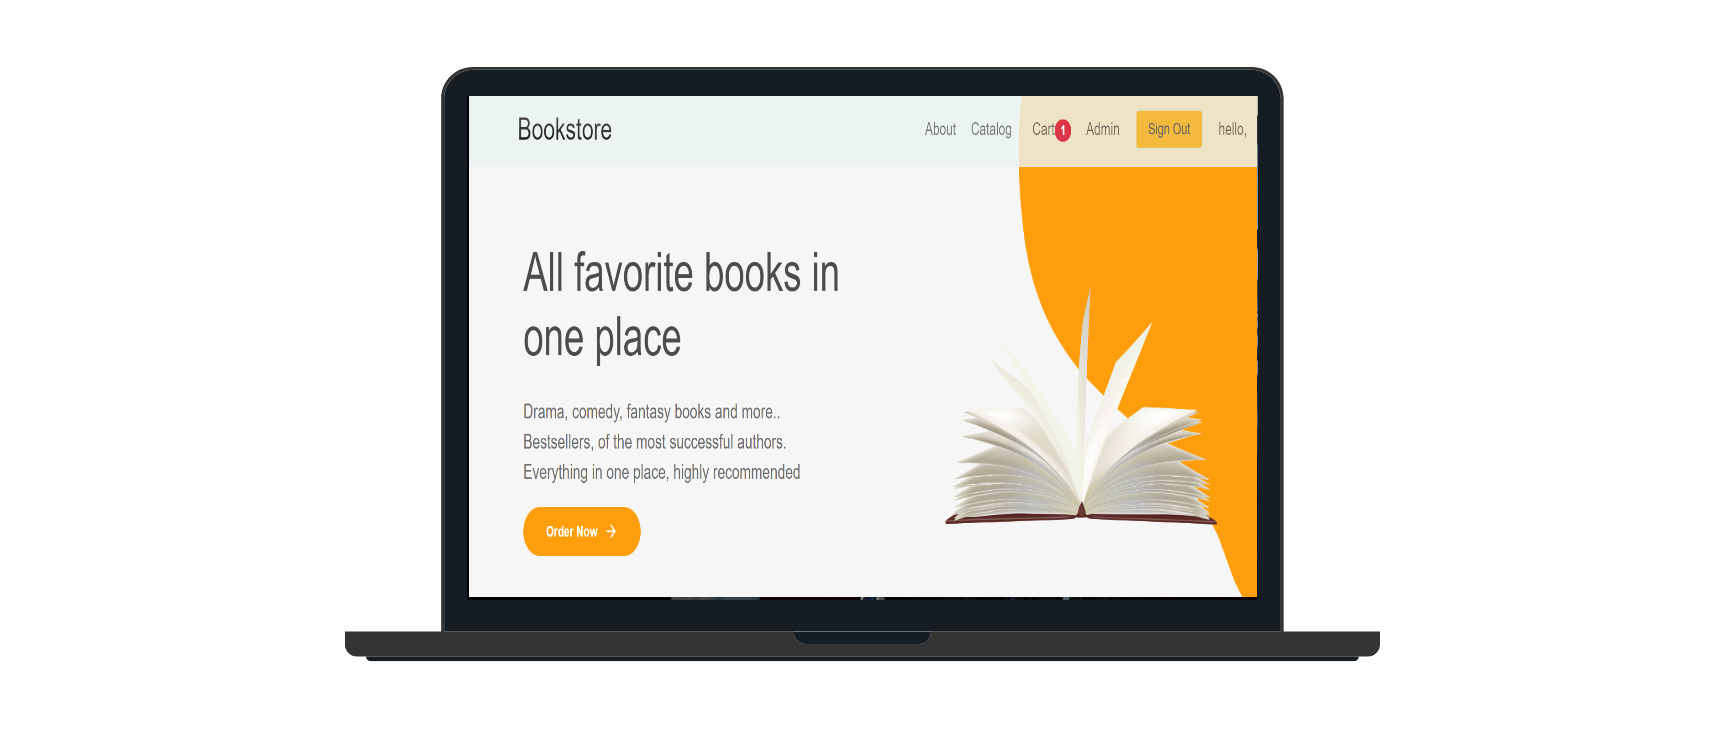 Bookstore
About Catalog Cart 1 Admin Sign Out hello,
All favorite books in
one place
Drama, comedy, fantasy books and more..
Bestsellers, of the most successful authors.
Everything in one place, highly recommended
Order Now →